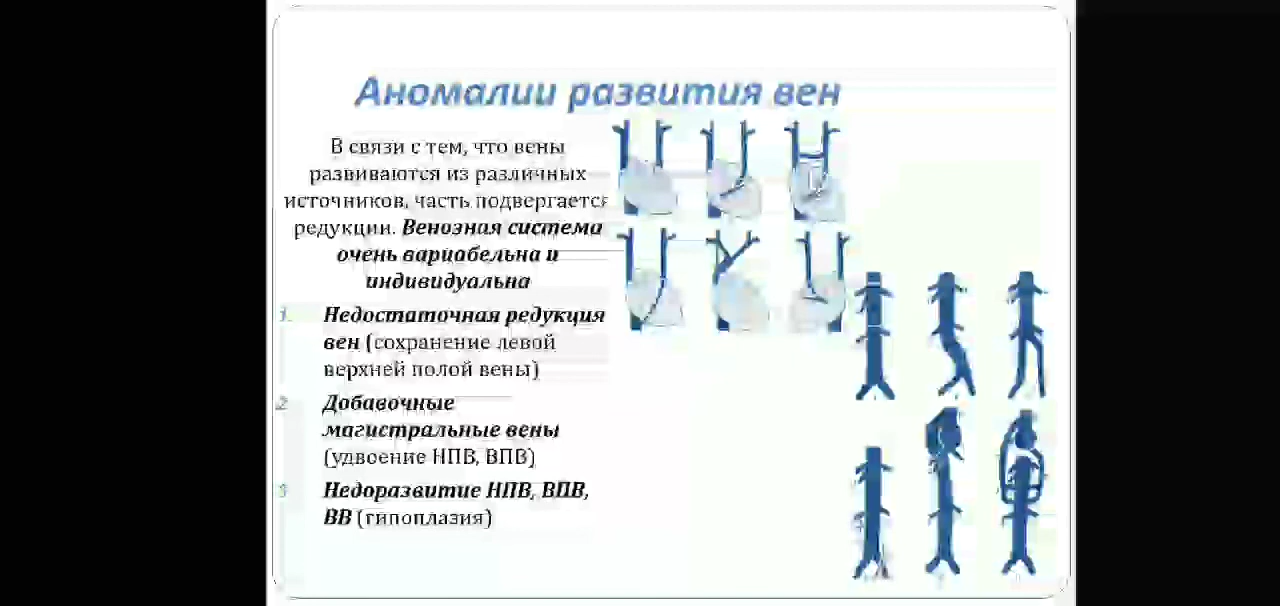 Аномалии развития вен
В связи с тем, что вены
развиваются из различных
источников, часть подвергается
редукции. Венозная система
очень вариабельна и
индивидуальна
1. Недостаточная редукция
вен (сохранение левой
верхней полой вены)
2. Добавочные
магистральные вены
(удвоение НПВ, ВПВ)
3 Недоразвитие НПВ, ВПВ,
ВВ (гипоплазия)